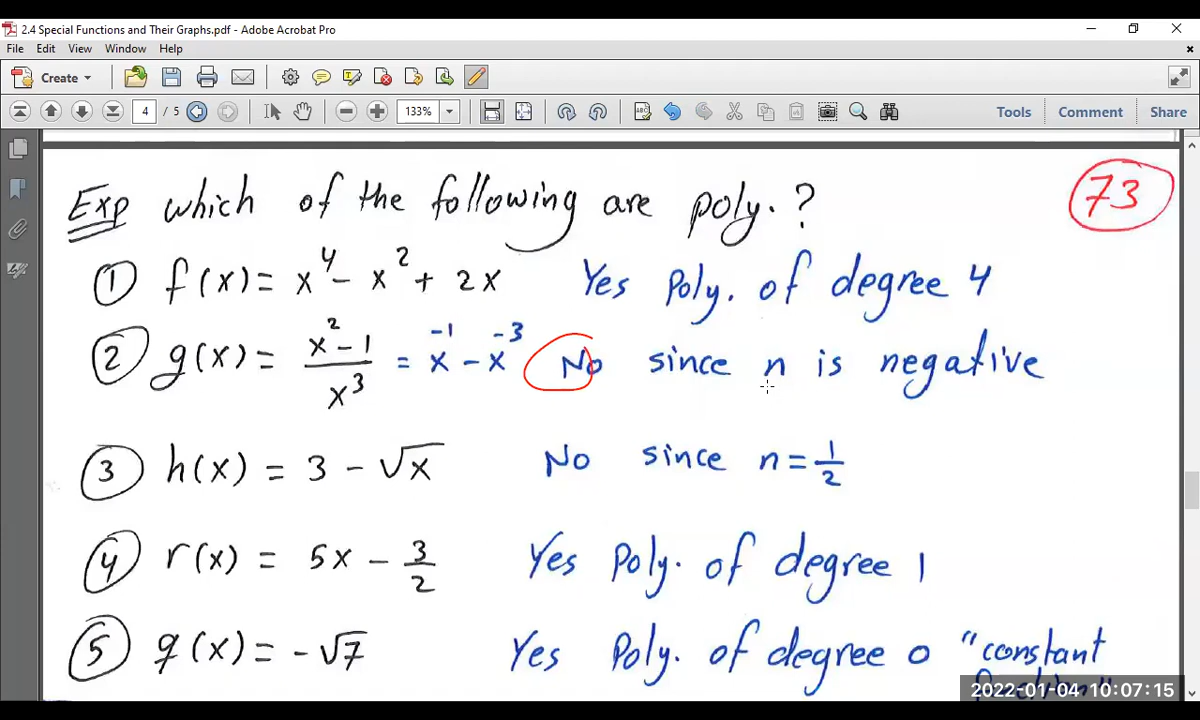 2.4 Special Functions and Their Graphs.pdf - Adobe Acrobat Pro
File Edit View Window Help
Create
4 / 5 133% Tools Comment Share
Exp which of the following are poly. ? 73
① f(x) = x⁴ - x² + 2x Yes Poly. of degree 4
② g(x) = (x² - 1)/x³ = x⁻¹ - x⁻³ No since n is negative
③ h(x) = 3 - √x No since n = 1/2
④ r(x) = 5x - 3/2 Yes Poly. of degree 1
⑤ q(x) = -√7 Yes Poly. of degree 0 "constant
2022-01-04 10:07:15